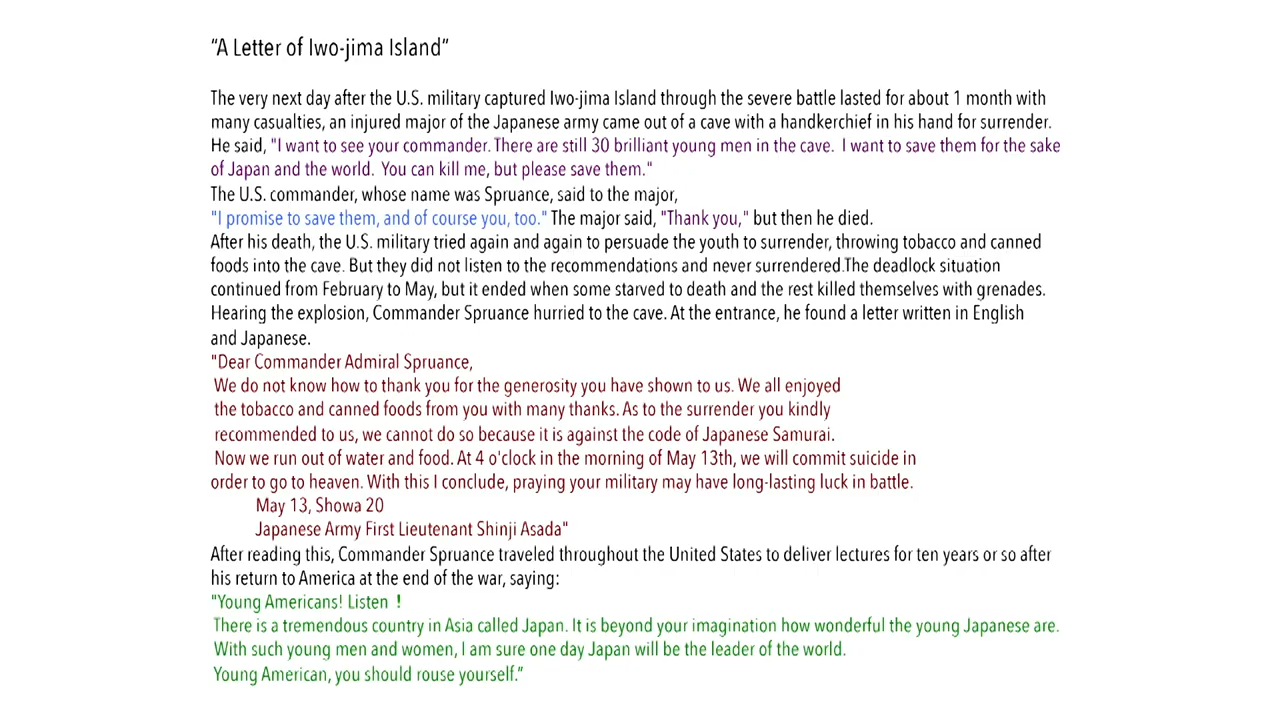 “A Letter of Iwo-jima Island”
The very next day after the U.S. military captured Iwo-jima Island through the severe battle lasted for about 1 month with
many casualties, an injured major of the Japanese army came out of a cave with a handkerchief in his hand for surrender.
He said, "I want to see your commander. There are still 30 brilliant young men in the cave.  I want to save them for the sake
of Japan and the world.  You can kill me, but please save them."
The U.S. commander, whose name was Spruance, said to the major,
"I promise to save them, and of course you, too." The major said, "Thank you," but then he died.
After his death, the U.S. military tried again and again to persuade the youth to surrender, throwing tobacco and canned
foods into the cave. But they did not listen to the recommendations and never surrendered.The deadlock situation
continued from February to May, but it ended when some starved to death and the rest killed themselves with grenades.
Hearing the explosion, Commander Spruance hurried to the cave. At the entrance, he found a letter written in English
and Japanese.
"Dear Commander Admiral Spruance,
We do not know how to thank you for the generosity you have shown to us. We all enjoyed
the tobacco and canned foods from you with many thanks. As to the surrender you kindly
recommended to us, we cannot do so because it is against the code of Japanese Samurai.
Now we run out of water and food. At 4 o'clock in the morning of May 13th, we will commit suicide in
order to go to heaven. With this I conclude, praying your military may have long-lasting luck in battle.
May 13, Showa 20
Japanese Army First Lieutenant Shinji Asada"
After reading this, Commander Spruance traveled throughout the United States to deliver lectures for ten years or so after
his return to America at the end of the war, saying:
"Young Americans! Listen！
There is a tremendous country in Asia called Japan. It is beyond your imagination how wonderful the young Japanese are.
With such young men and women, I am sure one day Japan will be the leader of the world.
Young American, you should rouse yourself.”